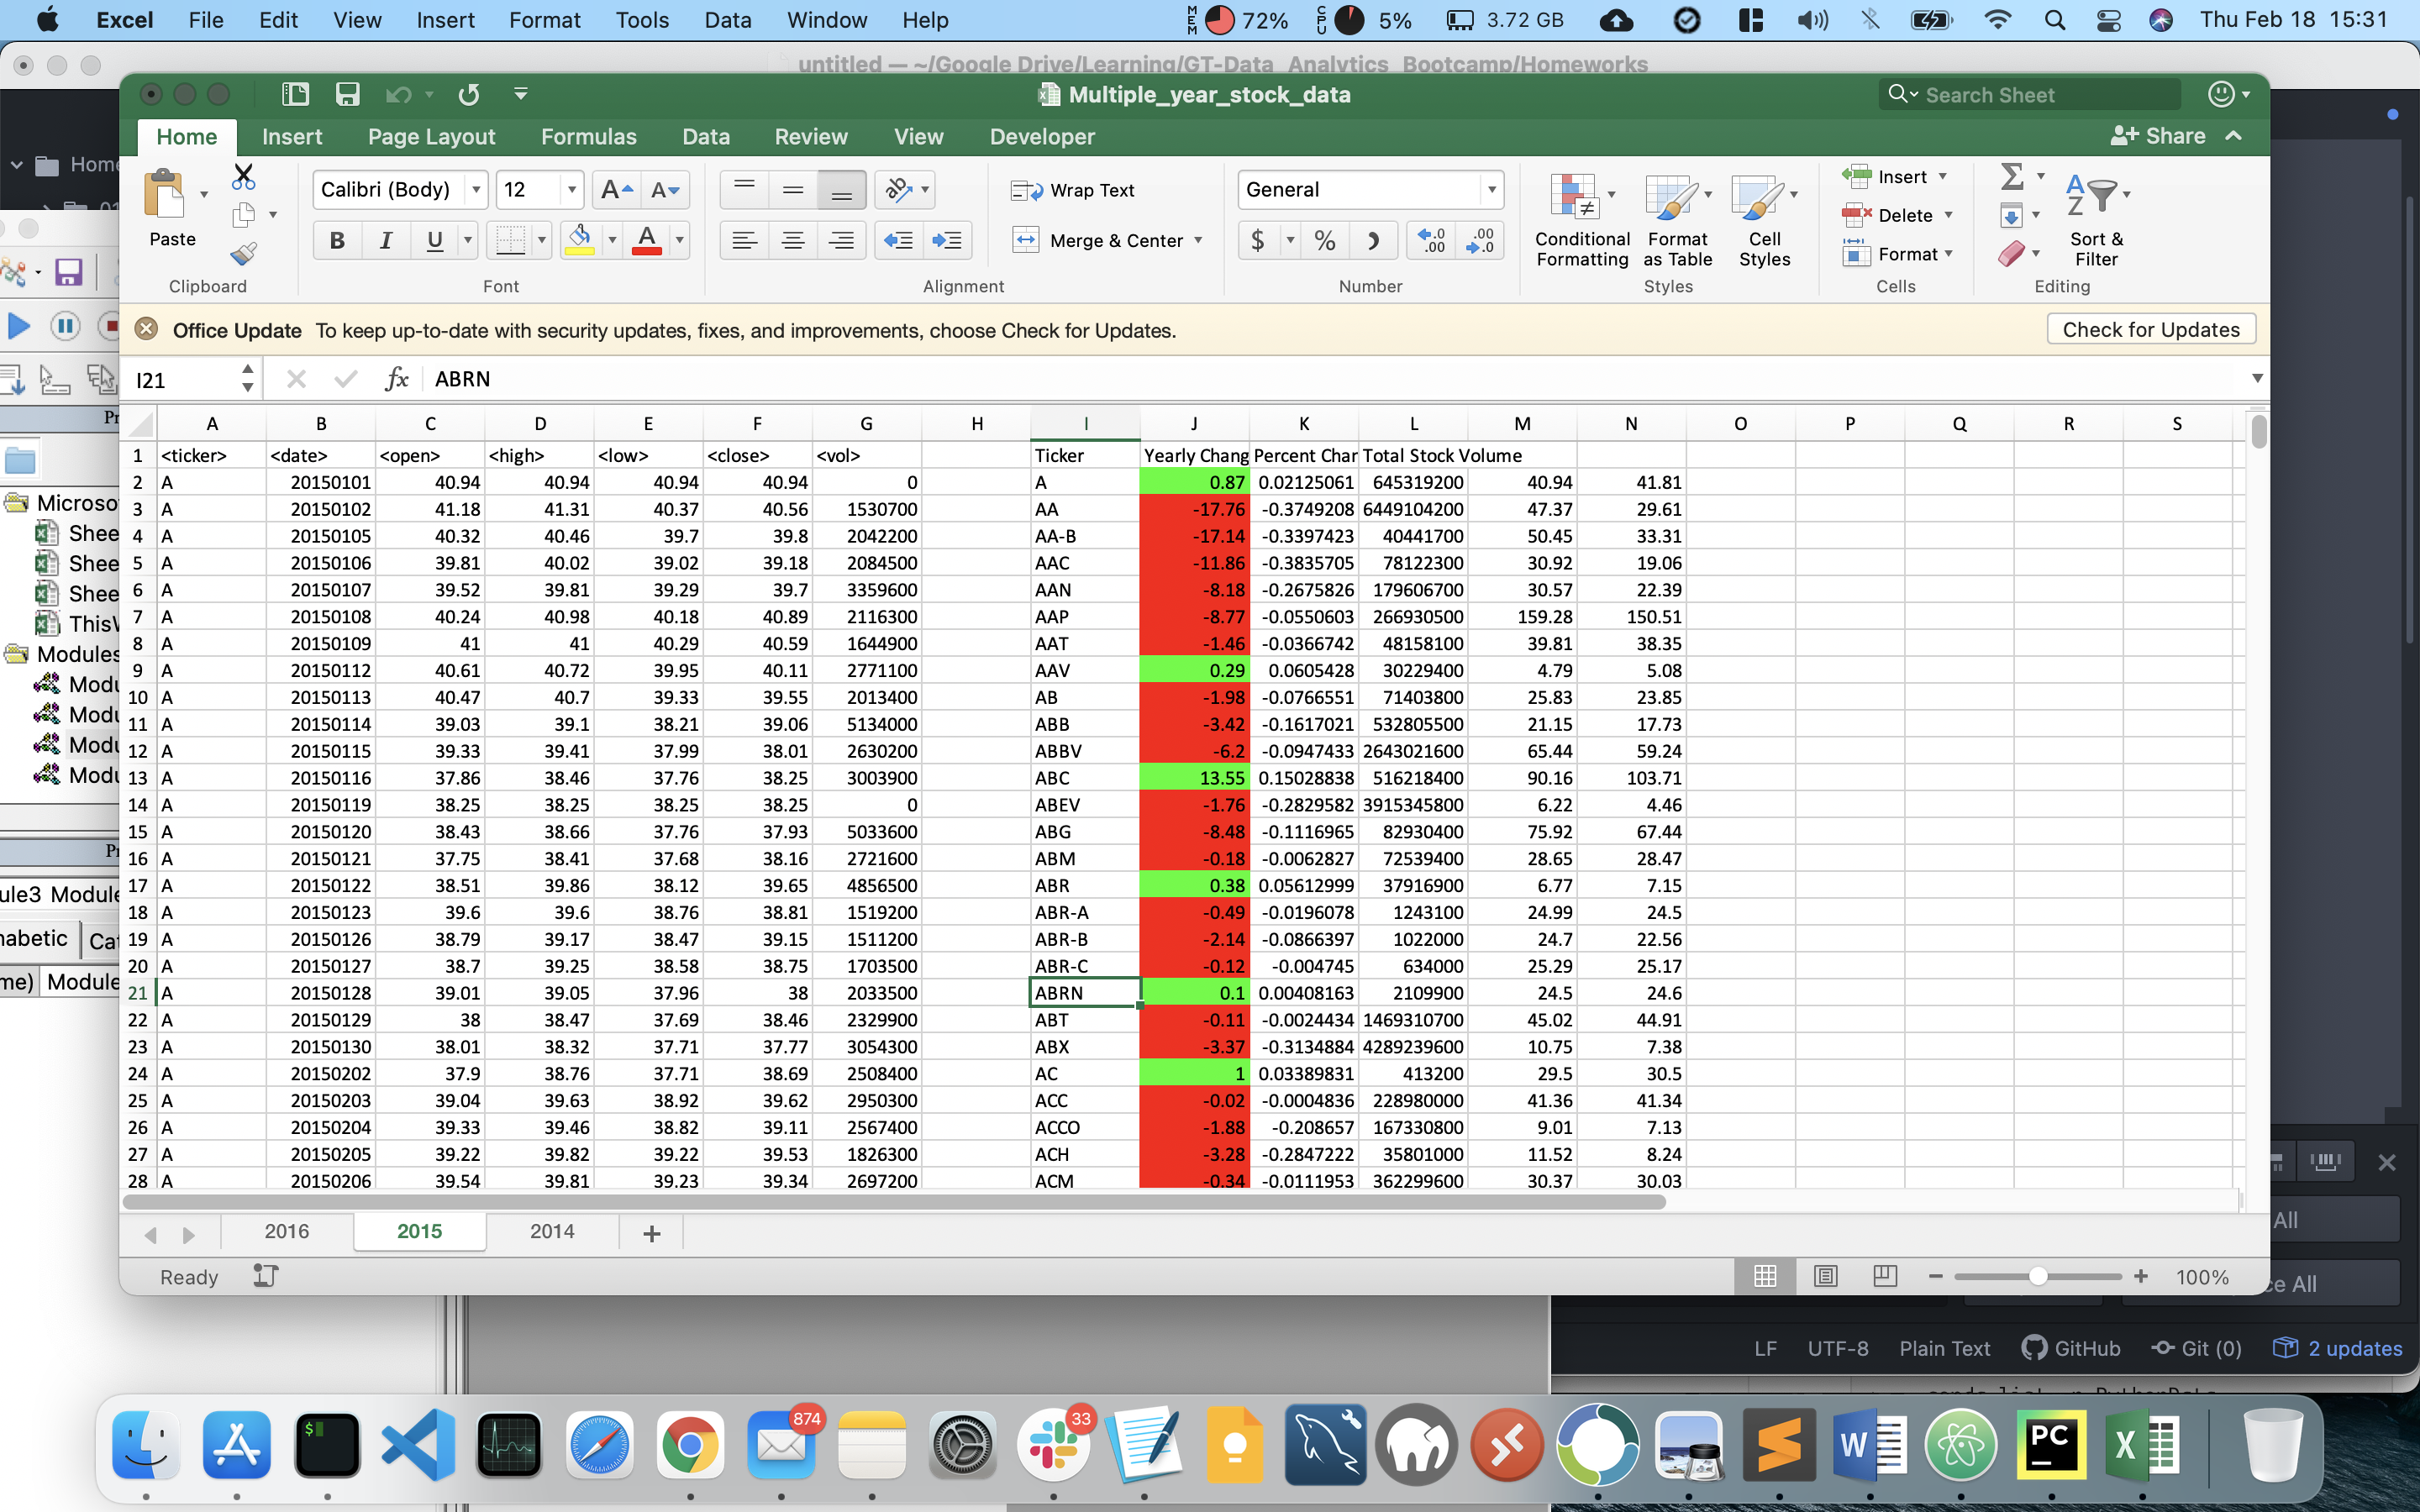 Excel File Edit View Insert Format Tools Data Window Help MEM 72% CPU 5% 3.72 GB Thu Feb 18 15:31
untitled — ~/Google Drive/Learning/GT-Data_Analytics_Bootcamp/Homeworks
Multiple_year_stock_data Search Sheet
Home Insert Page Layout Formulas Data Review View Developer Share
Calibri (Body) 12 Wrap Text General
Paste B I U A Merge & Center $ % Conditional Formatting Format as Table Cell Styles Insert Delete Format Sort & Filter
Clipboard Font Alignment Number Styles Cells Editing
Office Update To keep up-to-date with security updates, fixes, and improvements, choose Check for Updates. Check for Updates
I21 fx ABRN
A B C D E F G H I J K L M N O P Q R S
1 <ticker> <date> <open> <high> <low> <close> <vol> Ticker Yearly Chang Percent Char Total Stock Volume
2 A 20150101 40.94 40.94 40.94 40.94 0 A 0.87 0.02125061 645319200 40.94 41.81
3 A 20150102 41.18 41.31 40.37 40.56 1530700 AA -17.76 -0.3749208 6449104200 47.37 29.61
4 A 20150105 40.32 40.46 39.7 39.8 2042200 AA-B -17.14 -0.3397423 40441700 50.45 33.31
5 A 20150106 39.81 40.02 39.02 39.18 2084500 AAC -11.86 -0.3835705 78122300 30.92 19.06
6 A 20150107 39.52 39.81 39.29 39.7 3359600 AAN -8.18 -0.2675826 179606700 30.57 22.39
7 A 20150108 40.24 40.98 40.18 40.89 2116300 AAP -8.77 -0.0550603 266930500 159.28 150.51
8 A 20150109 41 41 40.29 40.59 1644900 AAT -1.46 -0.0366742 48158100 39.81 38.35
9 A 20150112 40.61 40.72 39.95 40.11 2771100 AAV 0.29 0.0605428 30229400 4.79 5.08
10 A 20150113 40.47 40.7 39.33 39.55 2013400 AB -1.98 -0.0766551 71403800 25.83 23.85
11 A 20150114 39.03 39.1 38.21 39.06 5134000 ABB -3.42 -0.1617021 532805500 21.15 17.73
12 A 20150115 39.33 39.41 37.99 38.01 2630200 ABBV -6.2 -0.0947433 2643021600 65.44 59.24
13 A 20150116 37.86 38.46 37.76 38.25 3003900 ABC 13.55 0.15028838 516218400 90.16 103.71
14 A 20150119 38.25 38.25 38.25 38.25 0 ABEV -1.76 -0.2829582 3915345800 6.22 4.46
15 A 20150120 38.43 38.66 37.76 37.93 5033600 ABG -8.48 -0.1116965 82930400 75.92 67.44
16 A 20150121 37.75 38.41 37.68 38.16 2721600 ABM -0.18 -0.0062827 72539400 28.65 28.47
17 A 20150122 38.51 39.86 38.12 39.65 4856500 ABR 0.38 0.05612999 37916900 6.77 7.15
18 A 20150123 39.6 39.6 38.76 38.81 1519200 ABR-A -0.49 -0.0196078 1243100 24.99 24.5
19 A 20150126 38.79 39.17 38.47 39.15 1511200 ABR-B -2.14 -0.0866397 1022000 24.7 22.56
20 A 20150127 38.7 39.25 38.58 38.75 1703500 ABR-C -0.12 -0.004745 634000 25.29 25.17
21 A 20150128 39.01 39.05 37.96 38 2033500 ABRN 0.1 0.00408163 2109900 24.5 24.6
22 A 20150129 38 38.47 37.69 38.46 2329900 ABT -0.11 -0.0024434 1469310700 45.02 44.91
23 A 20150130 38.01 38.32 37.71 37.77 3054300 ABX -3.37 -0.3134884 4289239600 10.75 7.38
24 A 20150202 37.9 38.76 37.71 38.69 2508400 AC 1 0.03389831 413200 29.5 30.5
25 A 20150203 39.04 39.63 38.92 39.62 2950300 ACC -0.02 -0.0004836 228980000 41.36 41.34
26 A 20150204 39.33 39.46 38.82 39.11 2567400 ACCO -1.88 -0.208657 167330800 9.01 7.13
27 A 20150205 39.22 39.82 39.22 39.53 1826300 ACH -3.28 -0.2847222 35801000 11.52 8.24
28 A 20150206 39.54 39.81 39.23 39.34 2697200 ACM -0.34 -0.0111953 362299600 30.37 30.03
2016 2015 2014 +
Ready 100%
Home
Pr
Microso
Shee
Shee
Shee
ThisV
Modules
Modu
Modu
Modu
Modu
Pr
ule3 Module
nabetic Cat
me) Module
All
ce All
LF UTF-8 Plain Text GitHub Git (0) 2 updates
874 33 W PC X